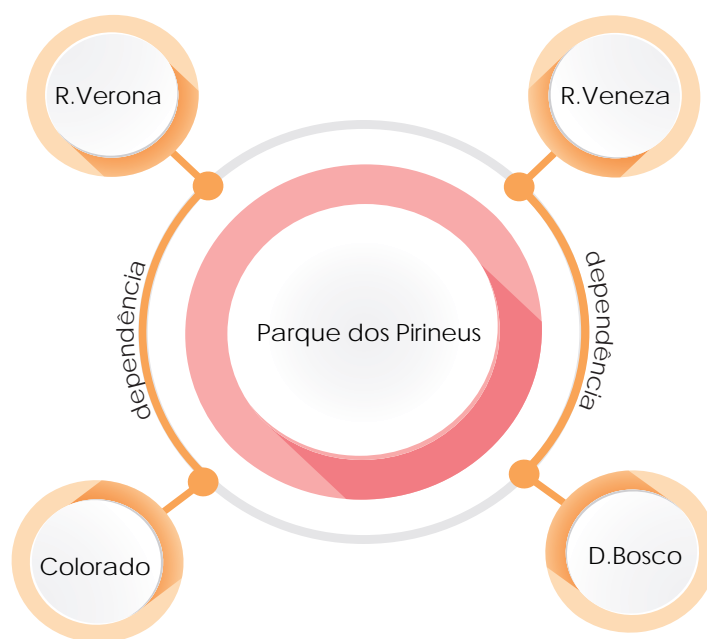 R.Verona
R.Veneza
dependência
dependência
Parque dos Pirineus
Colorado
D.Bosco